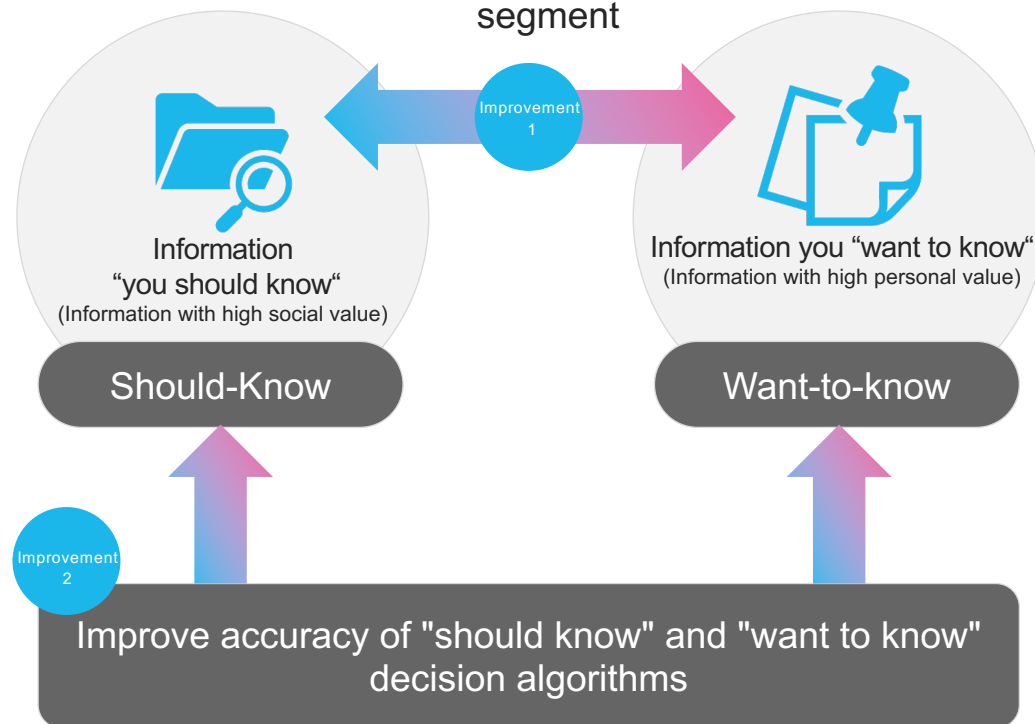 segment
Improvement
1
Information
“you should know“
(Information with high social value)
Information you “want to know“
(Information with high personal value)
Should-Know
Want-to-know
Improvement
2
Improve accuracy of "should know" and "want to know"
decision algorithms